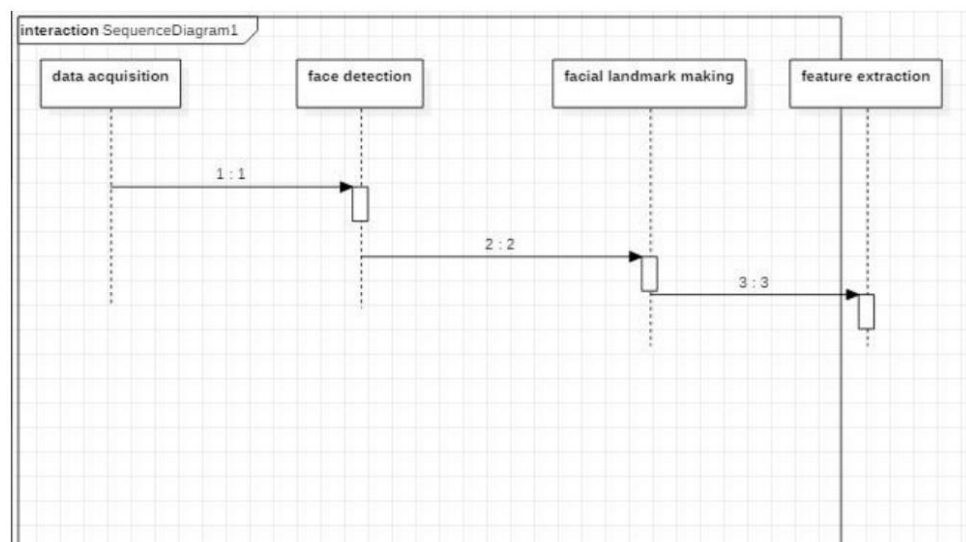 interaction SequenceDiagram1
data acquisition
face detection
facial landmark making
feature extraction
1 : 1
2 : 2
3 : 3